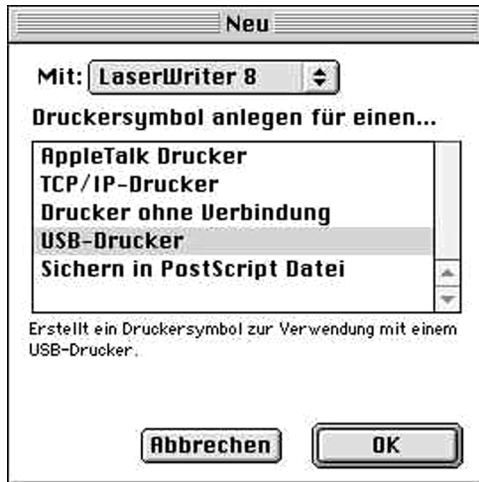 Neu
Mit: LaserWriter 8
Druckersymbol anlegen für einen...
AppleTalk Drucker
TCP/IP-Drucker
Drucker ohne Verbindung
USB-Drucker
Sichern in PostScript Datei
Erstellt ein Druckersymbol zur Verwendung mit einem
USB-Drucker.
Abbrechen OK